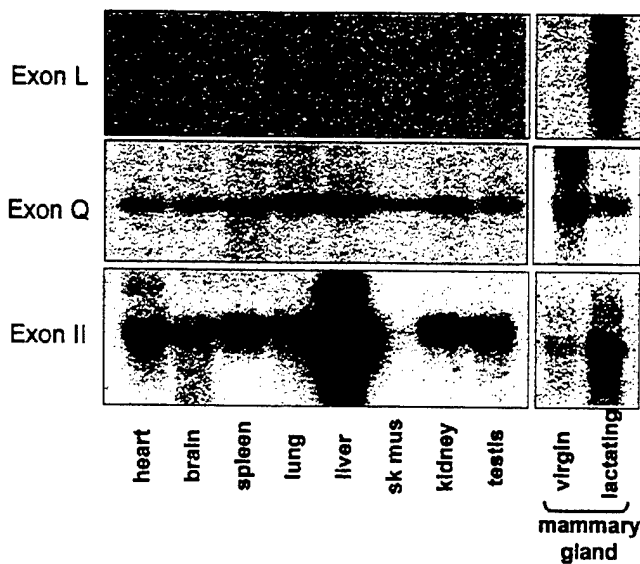 Exon L
Exon Q
Exon II
heart
brain
spleen
lung
liver
sk mus
kidney
testis
virgin
lactating
mammary
gland